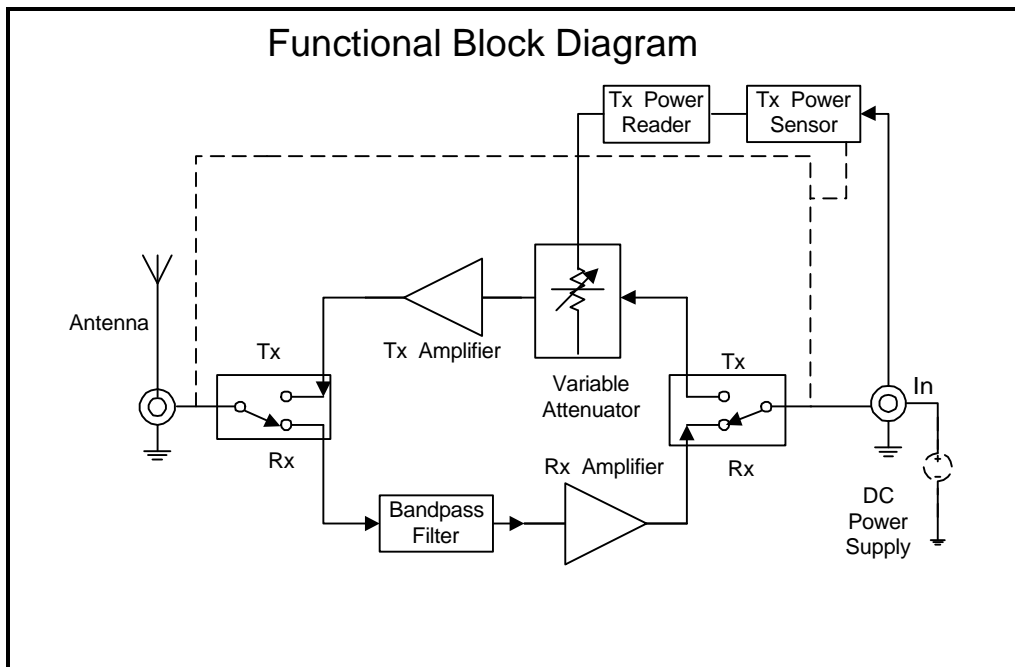 Functional Block Diagram
Tx Power
Reader
Tx Power
Sensor
Antenna
Tx
Tx Amplifier
Variable
Attenuator
Tx
In
Rx
Rx Amplifier
Rx
Bandpass
Filter
DC
Power
Supply